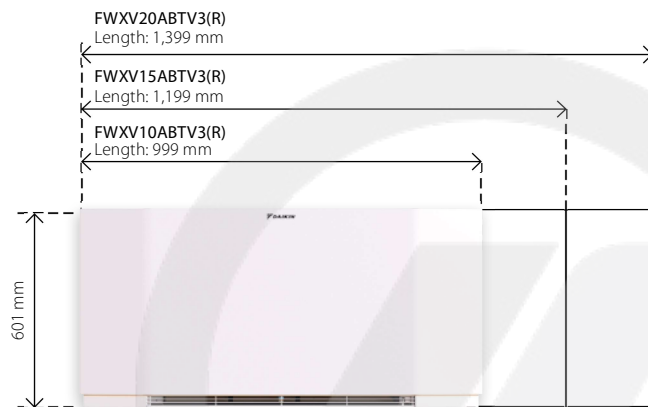 FWXV20ABTV3(R)
Length: 1,399 mm
FWXV15ABTV3(R)
Length: 1,199 mm
FWXV10ABTV3(R)
Length: 999 mm
DAIKIN
601 mm